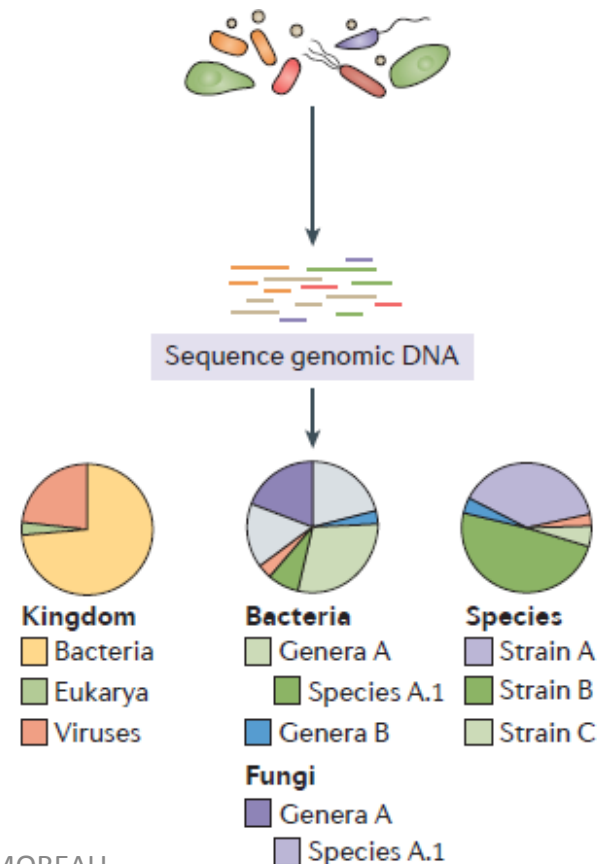 Sequence genomic DNA
Kingdom
Bacteria
Eukarya
Viruses
Bacteria
Genera A
Species A.1
Genera B
Fungi
Genera A
Species A.1
Species
Strain A
Strain B
Strain C